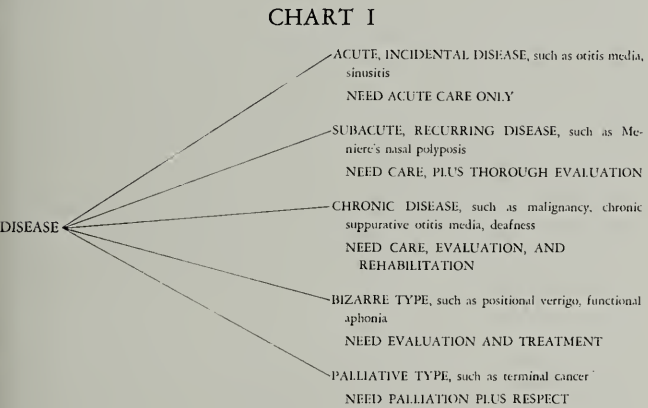 CHART I
ACUTE, INCIDENTAL DISEASE, such as otitis media,
sinusitis
NEED ACUTE CARE ONLY
SUBACUTE, RECURRING DISEASE, such as Me-
niere's nasal polyposis
NEED CARE, PLUS THOROUGH EVALUATION
DISEASE
CHRONIC DISEASE, such as malignancy, chronic
suppurative otitis media, deafness
NEED CARE, EVALUATION, AND
REHABILITATION
BIZARRE TYPE, such as positional vertigo, functional
aphonia
NEED EVALUATION AND TREATMENT
PALLIATIVE TYPE, such as terminal cancer
NEED PALLIATION PLUS RESPECT